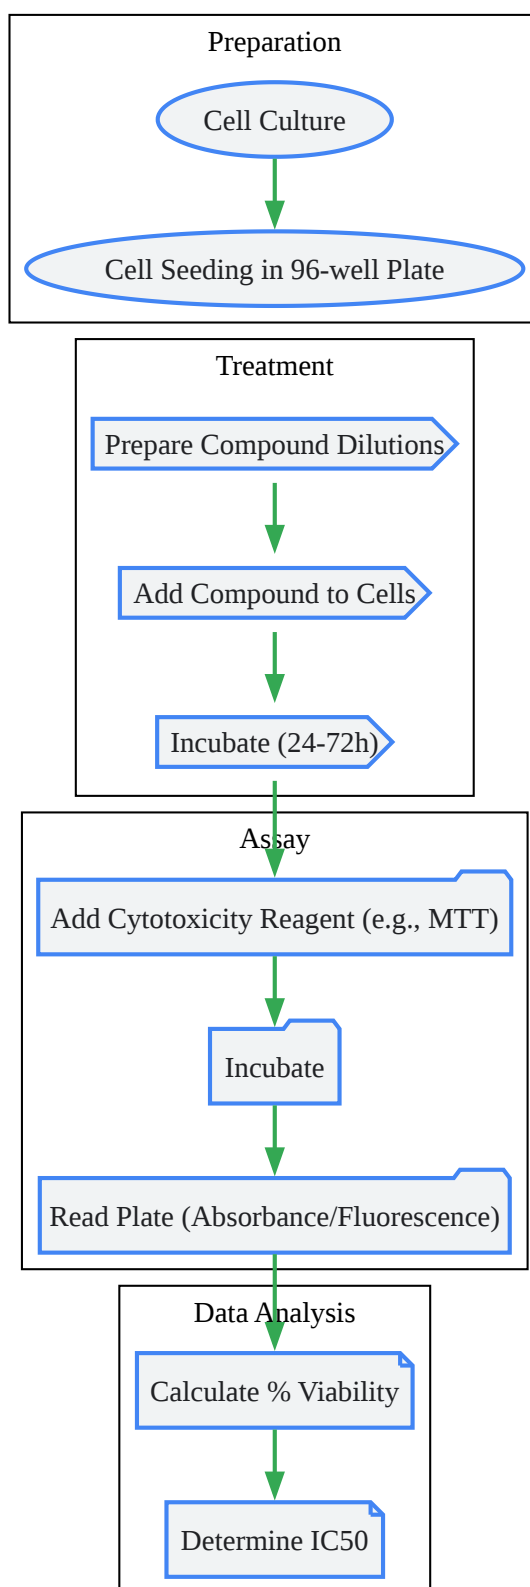 Preparation
Cell Culture
Cell Seeding in 96-well Plate
Treatment
Prepare Compound Dilutions
Add Compound to Cells
Incubate (24-72h)
Assay
Add Cytotoxicity Reagent (e.g., MTT)
Incubate
Read Plate (Absorbance/Fluorescence)
Data Analysis
Calculate % Viability
Determine IC50